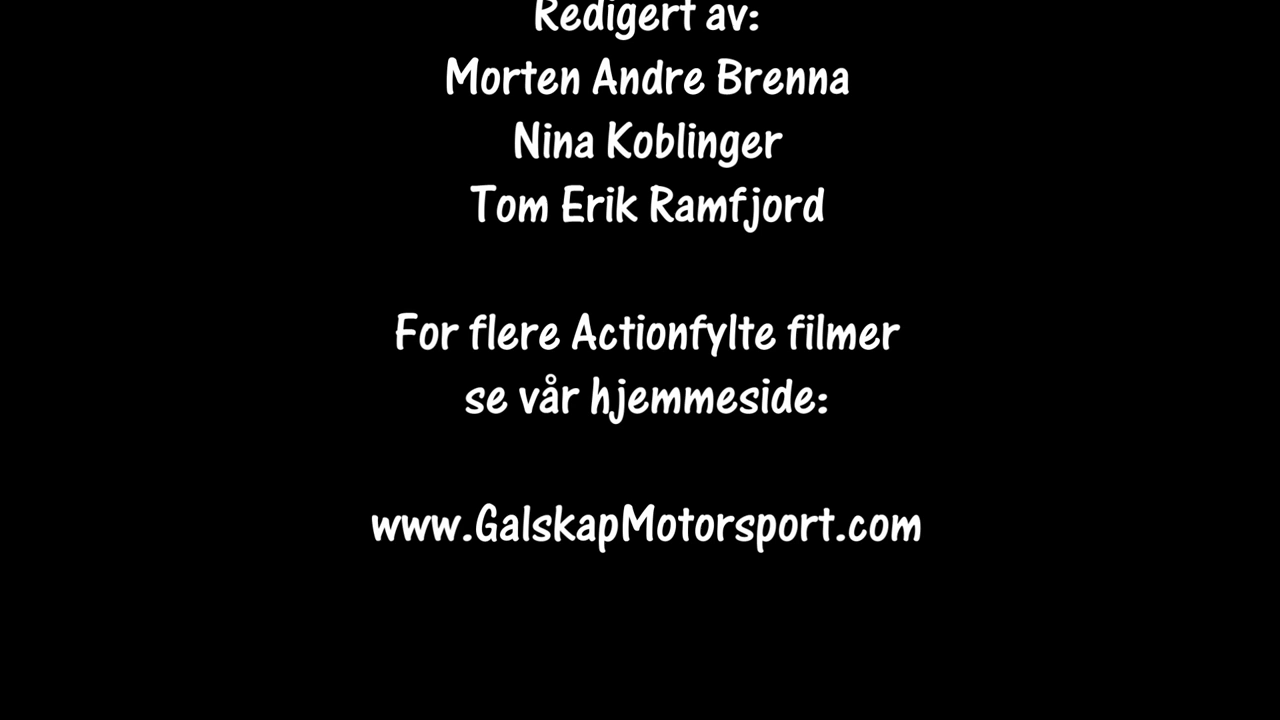 Redigert av:
Morten Andre Brenna
Nina Koblinger
Tom Erik Ramfjord
For flere Actionfylte filmer
se vår hjemmeside:
www.GalskapMotorsport.com